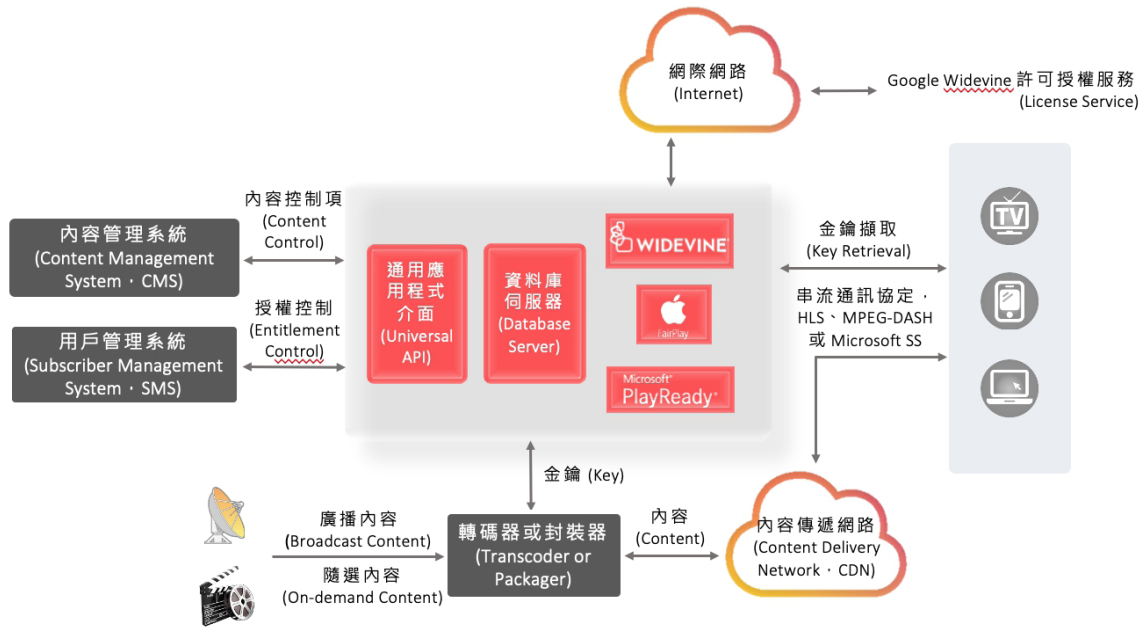 網際網路
(Internet)
Google Widevine 許可授權服務
(License Service)
內容控制項
(Content
Control)
內容管理系統
(Content Management
System，CMS)
授權控制
(Entitlement
Control)
用戶管理系統
(Subscriber Management
System，SMS)
通用應
用程式
介面
(Universal
API)
資料庫
伺服器
(Database
Server)
WIDEVINE
FairPlay
Microsoft®
PlayReady®
金鑰擷取
(Key Retrieval)
串流通訊協定，
HLS、MPEG-DASH
或 Microsoft SS
TV
金鑰 (Key)
廣播內容
(Broadcast Content)
隨選內容
(On-demand Content)
轉碼器或封裝器
(Transcoder or
Packager)
內容
(Content)
內容傳遞網路
(Content Delivery
Network，CDN)